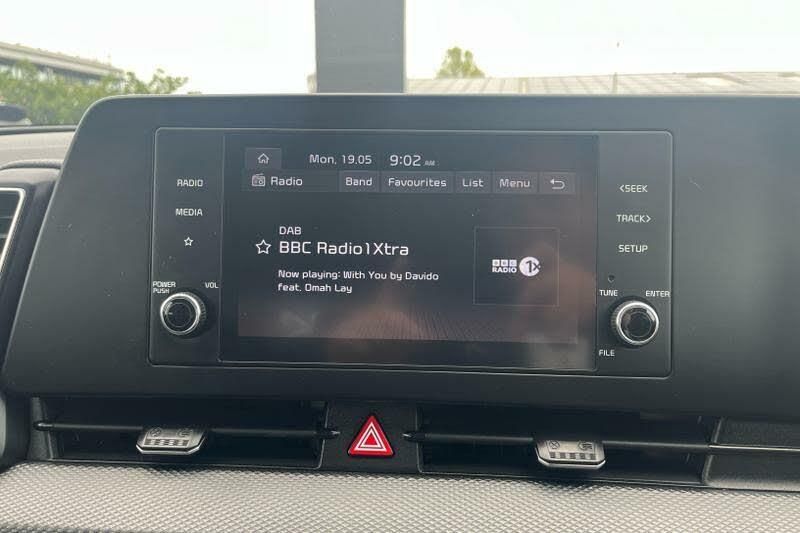 Mon, 19.05 9:02 AM
Radio Band Favourites List Menu
RADIO
MEDIA
POWER
PUSH
VOL
DAB
BBC Radio1Xtra
Now playing: With You by Davido
feat. Omah Lay
BBC
RADIO 1X
<SEEK
TRACK>
SETUP
TUNE ENTER
FILE